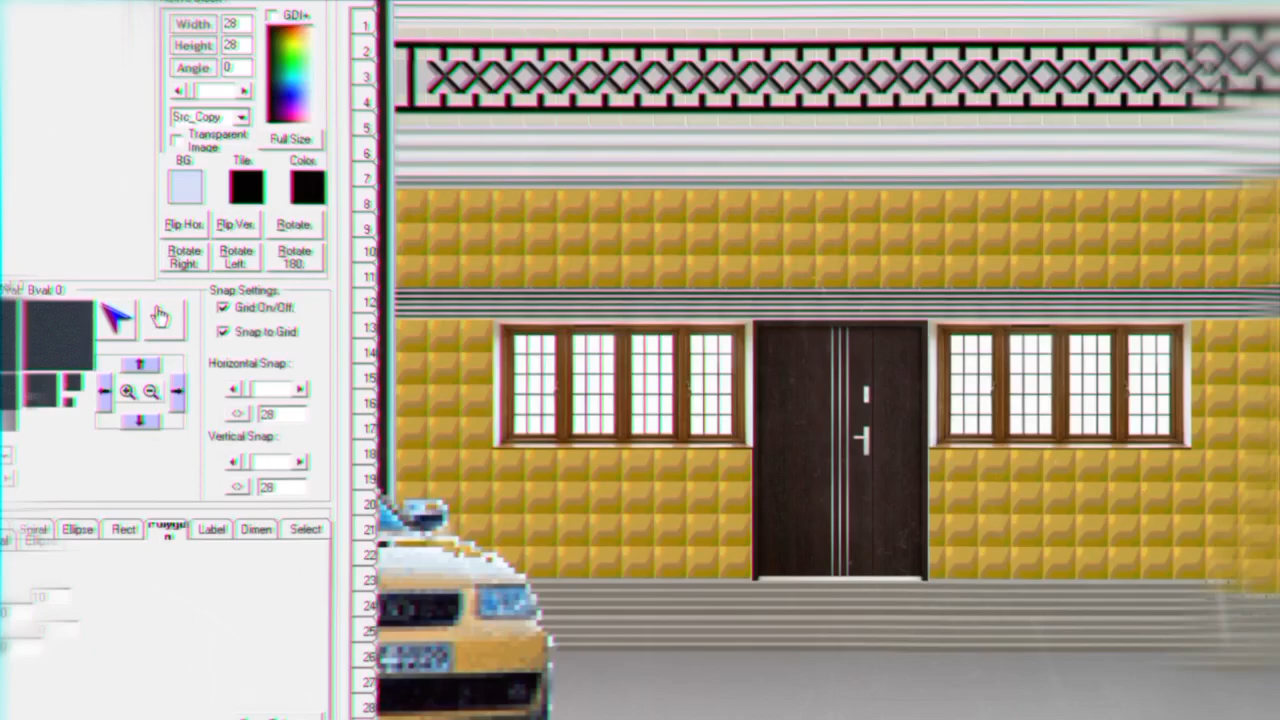 Width 28
GDI+
Height 28
Angle 0
Src_Copy
Transparent
Image
Full Size
BG
Tile
Color
Flip Hor.
Flip Ver.
Rotate
Rotate
Right
Rotate
Left
Rotate
180
Bval: 0
Snap Settings
Grid On/Off
Snap to Grid
Horizontal Snap
<> 28
Vertical Snap
<> 28
Spiral
Ellipse
Rect
Label
Dimen
Select
10
1
2
3
4
5
6
7
8
9
10
11
12
13
14
15
16
17
18
19
20
21
22
23
24
25
26
27
28